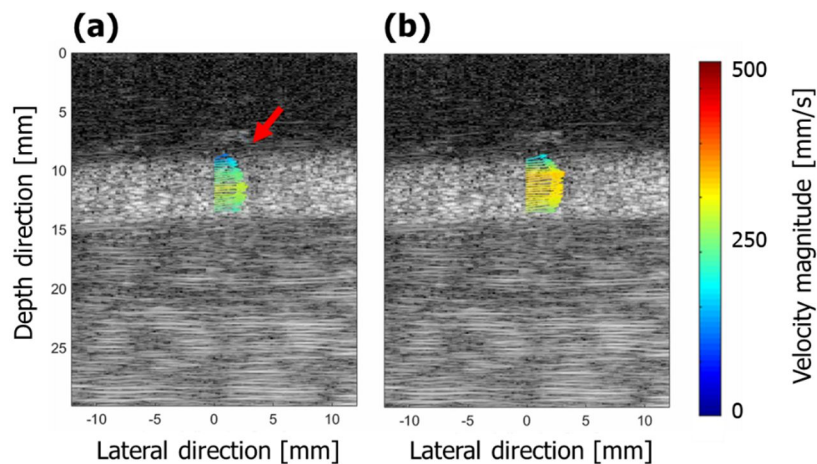 (a) (b)
0
5
10
15
20
25
Depth direction [mm]
-10 -5 0 5 10
Lateral direction [mm]
-10 -5 0 5 10
Lateral direction [mm]
500
250
0
Velocity magnitude [mm/s]